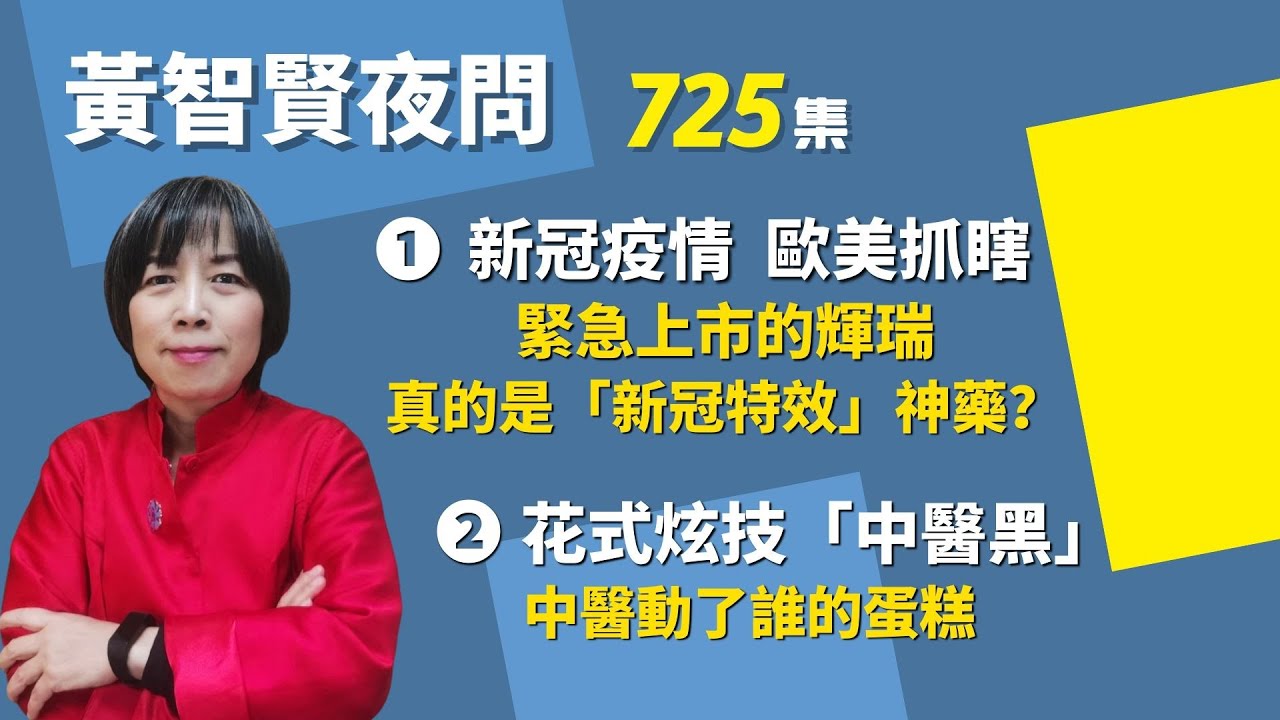 黃智賢夜問 725集
❶ 新冠疫情 歐美抓瞎
緊急上市的輝瑞
真的是「新冠特效」神藥?
❷ 花式炫技「中醫黑」
中醫動了誰的蛋糕